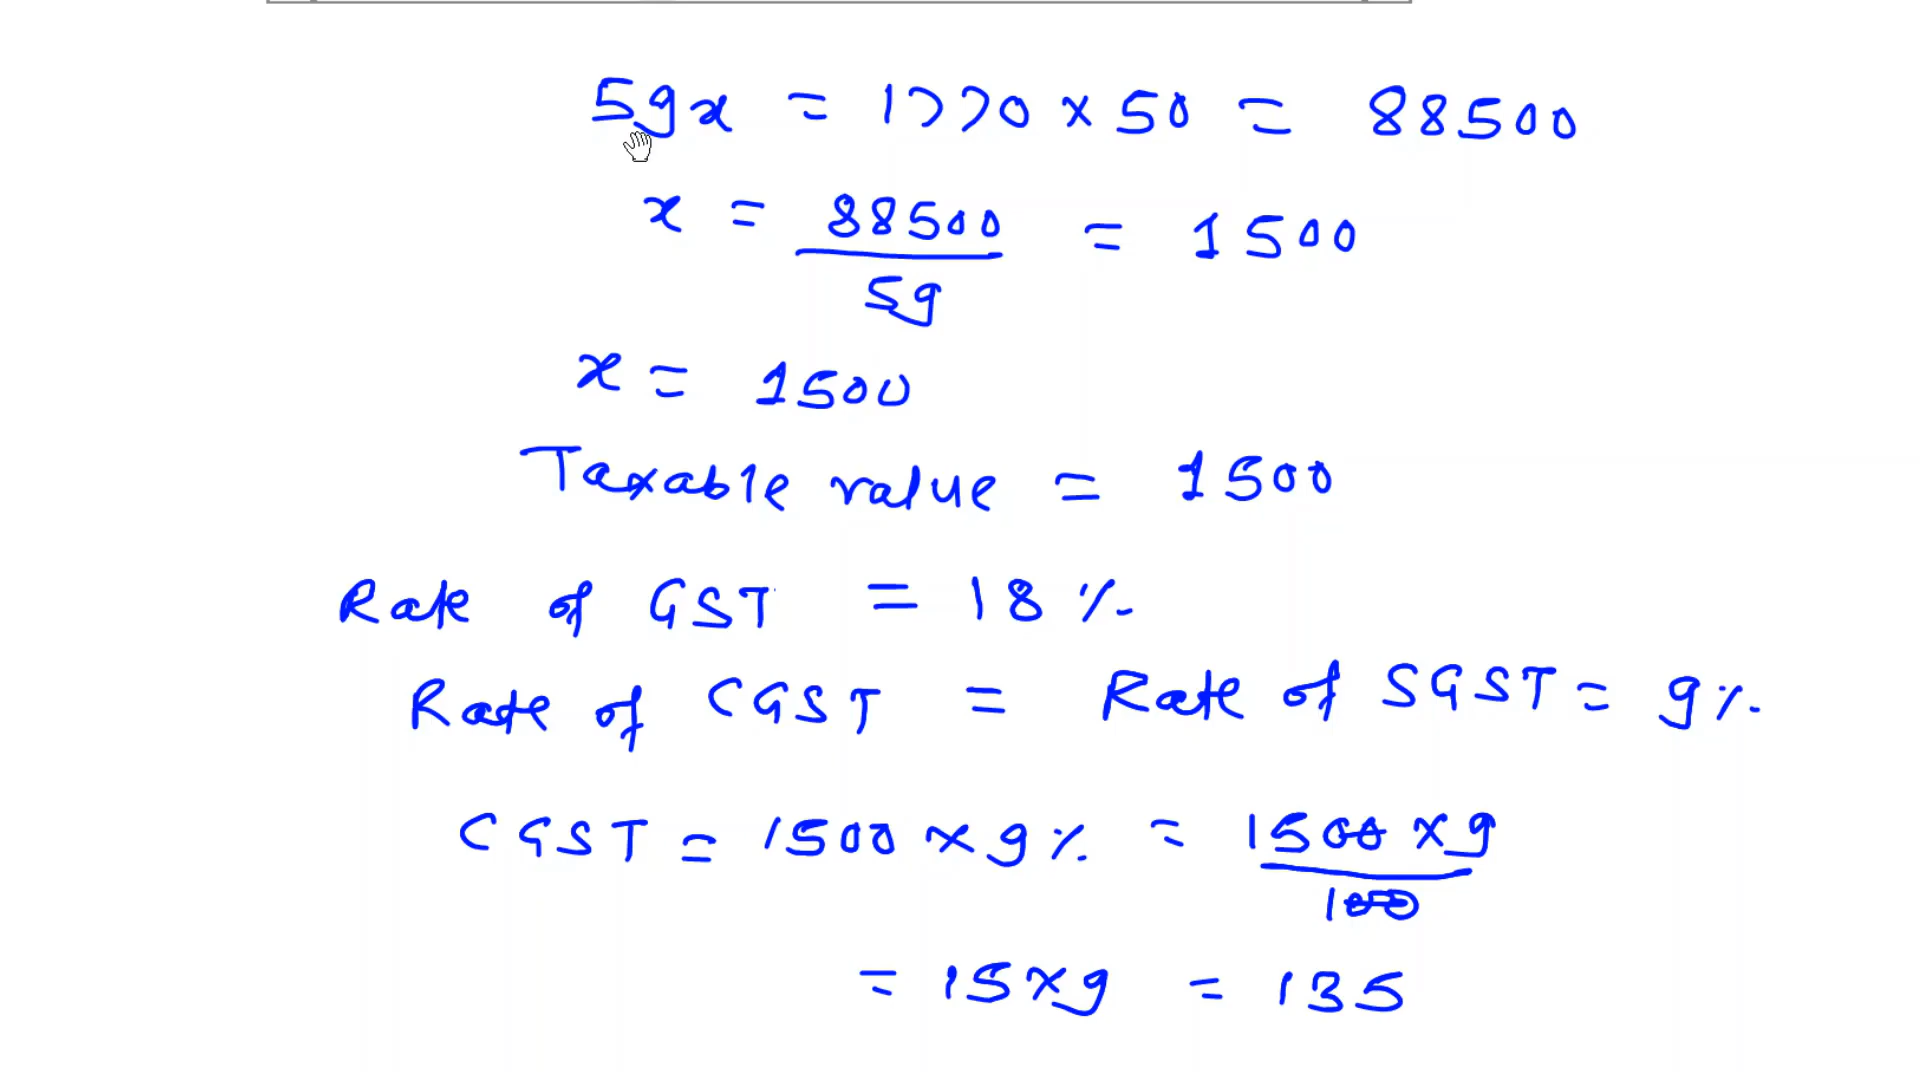 59x = 1770 × 50 = 88500
x = 88500 / 59 = 1500
x = 1500
Taxable value = 1500
Rate of GST = 18 %
Rate of CGST = Rate of SGST = 9%
CGST = 1500 × 9% = 1500 × 9 / 100
= 15 × 9 = 135